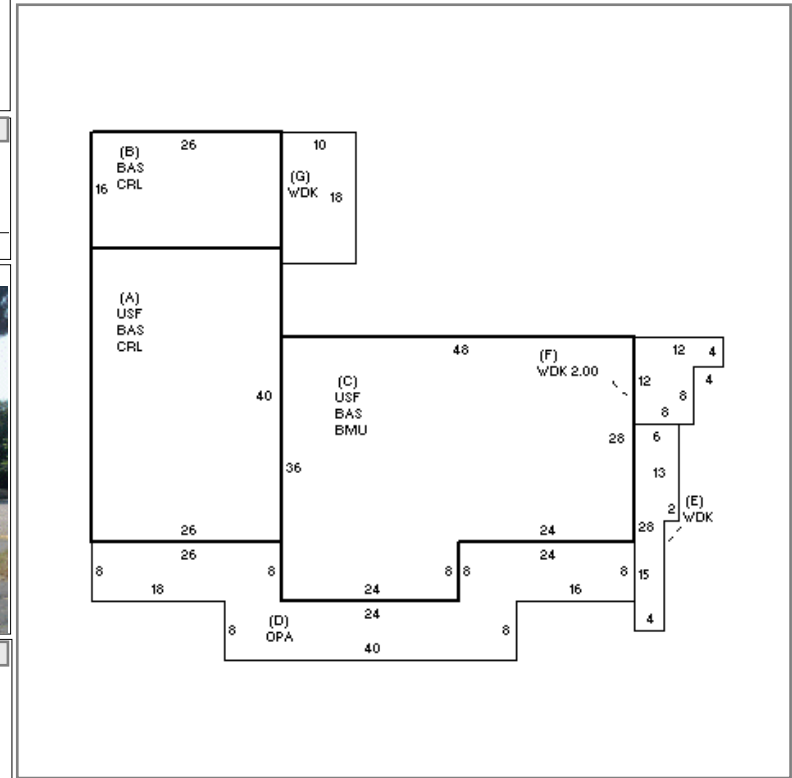 26
10
(B)
BAS
CRL
16
(G)
WDK
18
(A)
USF
BAS
CRL
48
(F)
WDK 2.00
12
4
4
12
8
8
(C)
USF
BAS
BMU
40
28
6
36
13
(E)
WDK
2
28
26
24
26
24
8
8
8
8
8
15
18
24
16
24
4
(D)
OPA
8
8
40